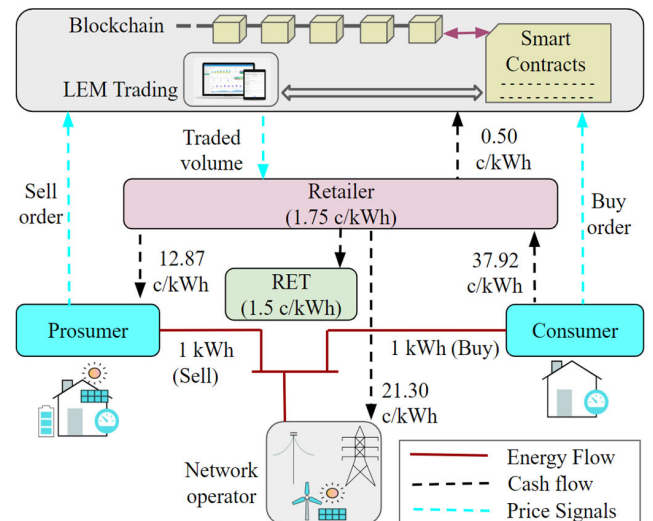 Blockchain
Smart
Contracts
LEM Trading
Traded
volume
0.50
c/kWh
Sell
order
Buy
order
Retailer
(1.75 c/kWh)
12.87
c/kWh
RET
(1.5 c/kWh)
37.92
c/kWh
Prosumer
Consumer
1 kWh
(Sell)
1 kWh (Buy)
21.30
c/kWh
Network
operator
Energy Flow
Cash flow
Price Signals